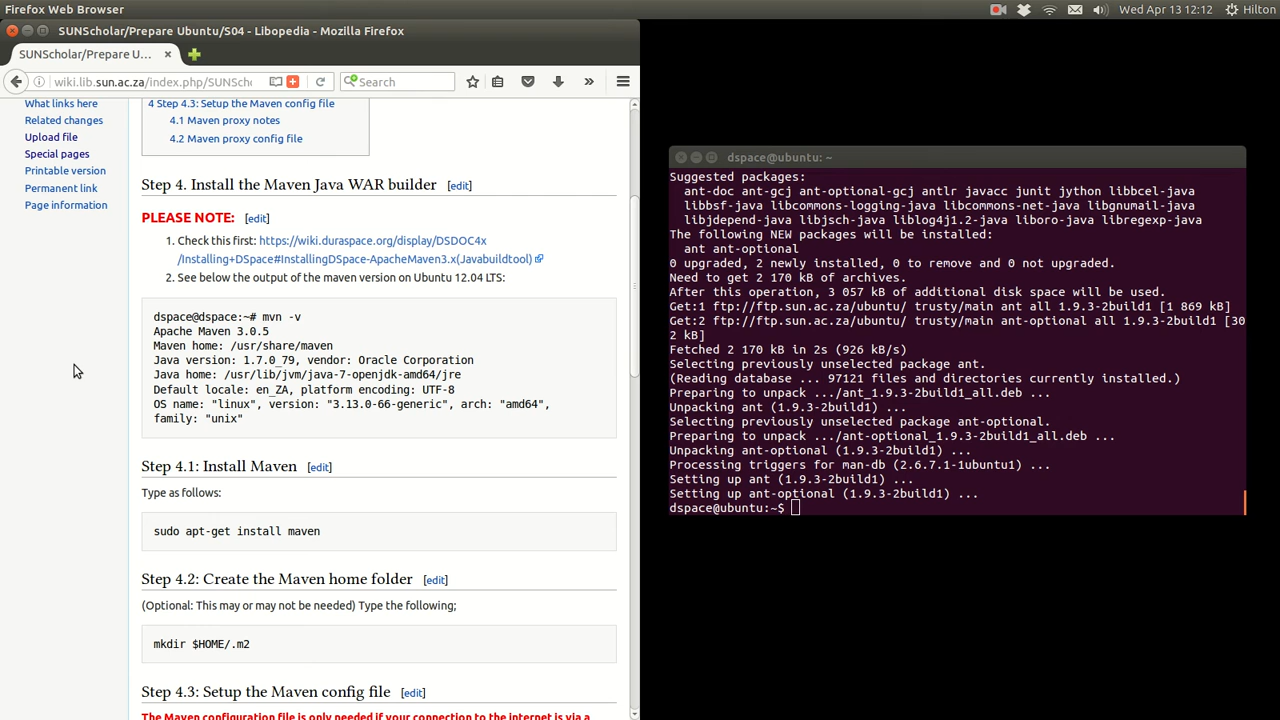 Firefox Web Browser
Wed Apr 13 12:12
Hilton
SUNScholar/Prepare Ubuntu/S04 - Libopedia - Mozilla Firefox
SUNScholar/Prepare U...
wiki.lib.sun.ac.za/index.php/SUNSch
Search
What links here
Related changes
Upload file
Special pages
Printable version
Permanent link
Page information
4 Step 4.3: Setup the Maven config file
4.1 Maven proxy notes
4.2 Maven proxy config file
Step 4. Install the Maven Java WAR builder [edit]
PLEASE NOTE: [edit]
1. Check this first: https://wiki.duraspace.org/display/DSDOC4x
/Installing+DSpace#InstallingDSpace-ApacheMaven3.x(Javabuildtool)
2. See below the output of the maven version on Ubuntu 12.04 LTS:
dspace@dspace:~# mvn -v
Apache Maven 3.0.5
Maven home: /usr/share/maven
Java version: 1.7.0_79, vendor: Oracle Corporation
Java home: /usr/lib/jvm/java-7-openjdk-amd64/jre
Default locale: en_ZA, platform encoding: UTF-8
OS name: "linux", version: "3.13.0-66-generic", arch: "amd64",
family: "unix"
Step 4.1: Install Maven [edit]
Type as follows:
sudo apt-get install maven
Step 4.2: Create the Maven home folder [edit]
(Optional: This may or may not be needed) Type the following;
mkdir $HOME/.m2
Step 4.3: Setup the Maven config file [edit]
The Maven configuration file is only needed if your connection to the internet is via a
dspace@ubuntu: ~
Suggested packages:
ant-doc ant-gcj ant-optional-gcj antlr javacc junit jython libbcel-java
libbsf-java libcommons-logging-java libcommons-net-java libgnumail-java
libjdepend-java libjsch-java liblog4j1.2-java liboro-java libregexp-java
The following NEW packages will be installed:
ant ant-optional
0 upgraded, 2 newly installed, 0 to remove and 0 not upgraded.
Need to get 2 170 kB of archives.
After this operation, 3 057 kB of additional disk space will be used.
Get:1 ftp://ftp.sun.ac.za/ubuntu/ trusty/main ant all 1.9.3-2build1 [1 869 kB]
Get:2 ftp://ftp.sun.ac.za/ubuntu/ trusty/main ant-optional all 1.9.3-2build1 [30
2 kB]
Fetched 2 170 kB in 2s (926 kB/s)
Selecting previously unselected package ant.
(Reading database ... 97121 files and directories currently installed.)
Preparing to unpack .../ant_1.9.3-2build1_all.deb ...
Unpacking ant (1.9.3-2build1) ...
Selecting previously unselected package ant-optional.
Preparing to unpack .../ant-optional_1.9.3-2build1_all.deb ...
Unpacking ant-optional (1.9.3-2build1) ...
Processing triggers for man-db (2.6.7.1-1ubuntu1) ...
Setting up ant (1.9.3-2build1) ...
Setting up ant-optional (1.9.3-2build1) ...
dspace@ubuntu:~$